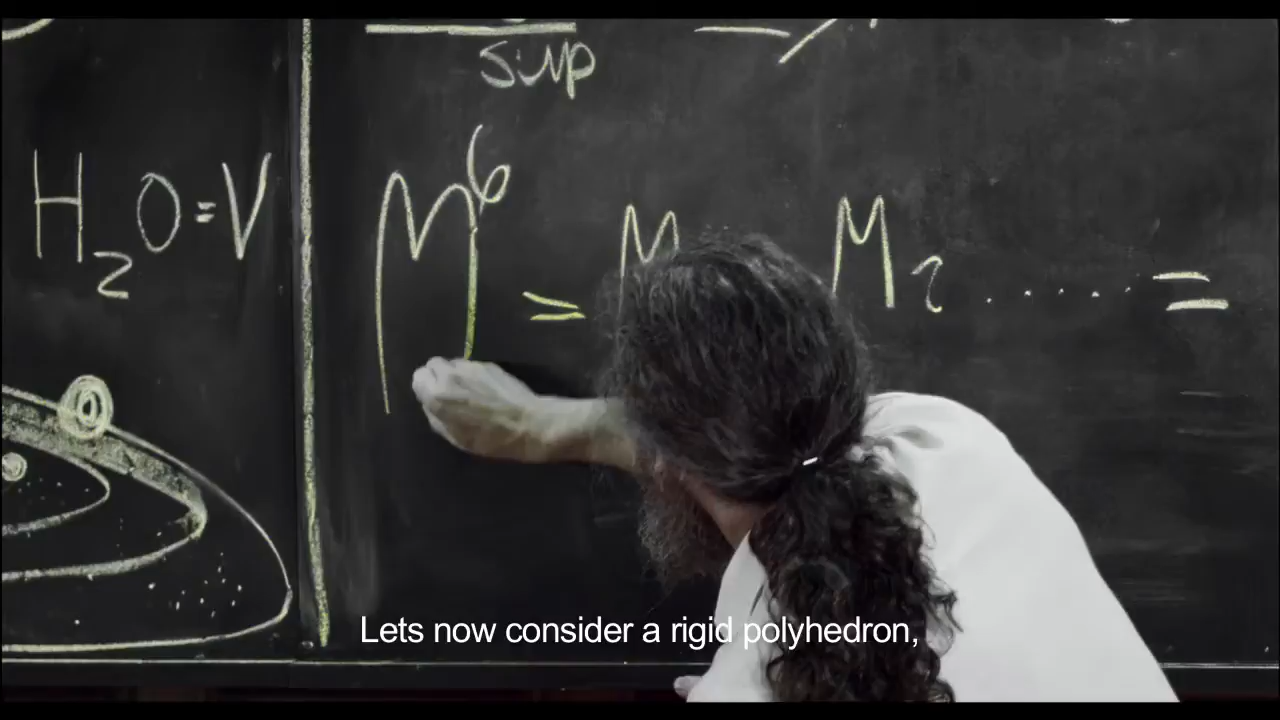 sup
H₂O=V
M⁶ = M M₂ ..... =
Lets now consider a rigid polyhedron,